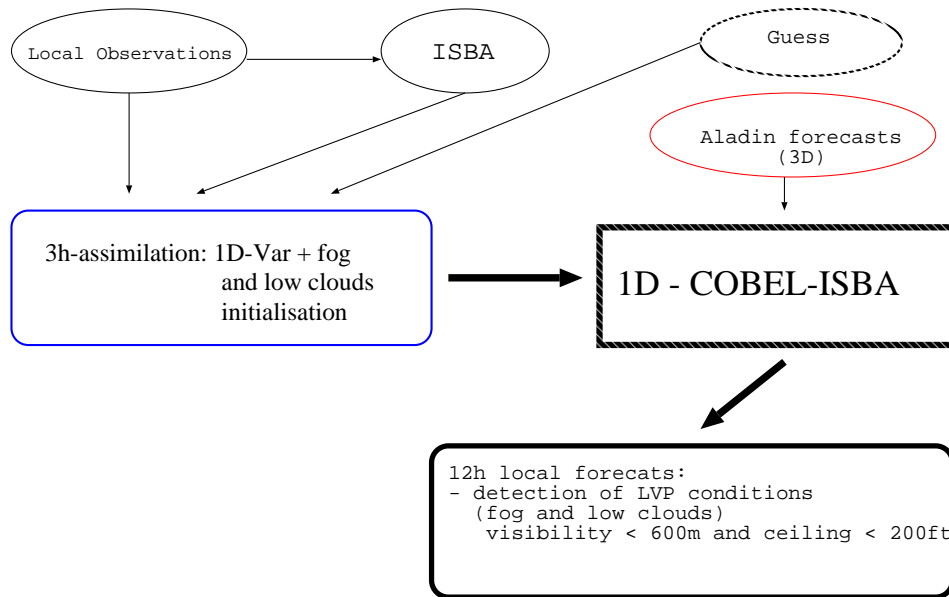 Local Observations
ISBA
Guess
Aladin forecasts
(3D)
3h-assimilation: 1D-Var + fog
and low clouds
initialisation
1D - COBEL-ISBA
12h local forecats:
- detection of LVP conditions
(fog and low clouds)
visibility < 600m and ceiling < 200ft